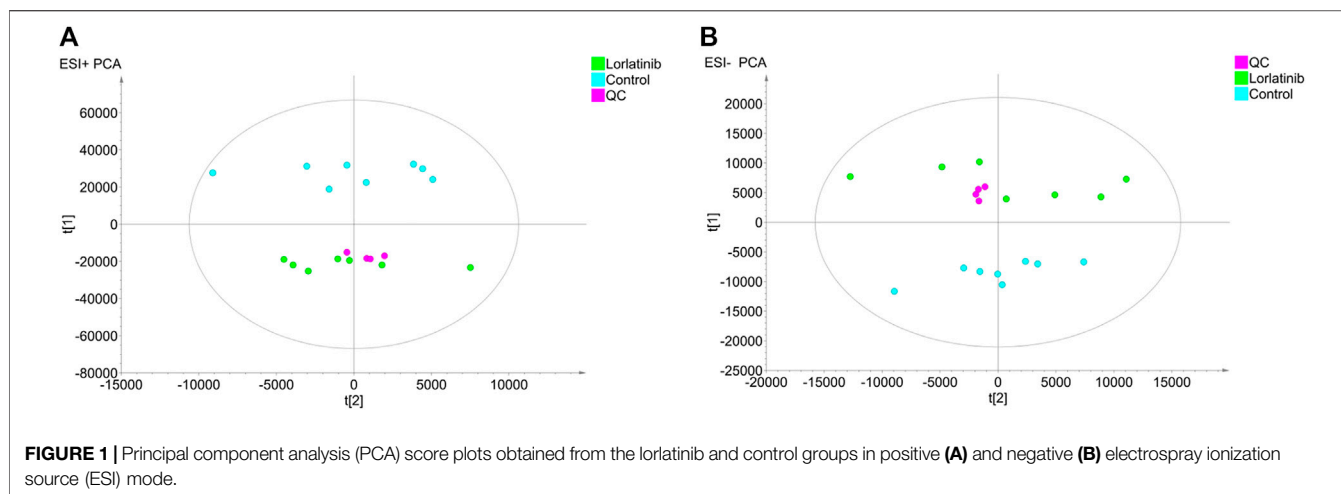 A
ESI+ PCA
Lorlatinib
Control
QC
60000
40000
20000
0
-20000
-40000
-60000
-80000
t[1]
-15000 -10000 -5000 0 5000 10000
t[2]
B
ESI- PCA
QC
Lorlatinib
Control
20000
15000
10000
5000
0
-5000
-10000
-15000
-20000
-25000
t[1]
-20000 -15000 -10000 -5000 0 5000 10000 15000
t[2]
FIGURE 1 | Principal component analysis (PCA) score plots obtained from the lorlatinib and control groups in positive (A) and negative (B) electrospray ionization
source (ESI) mode.